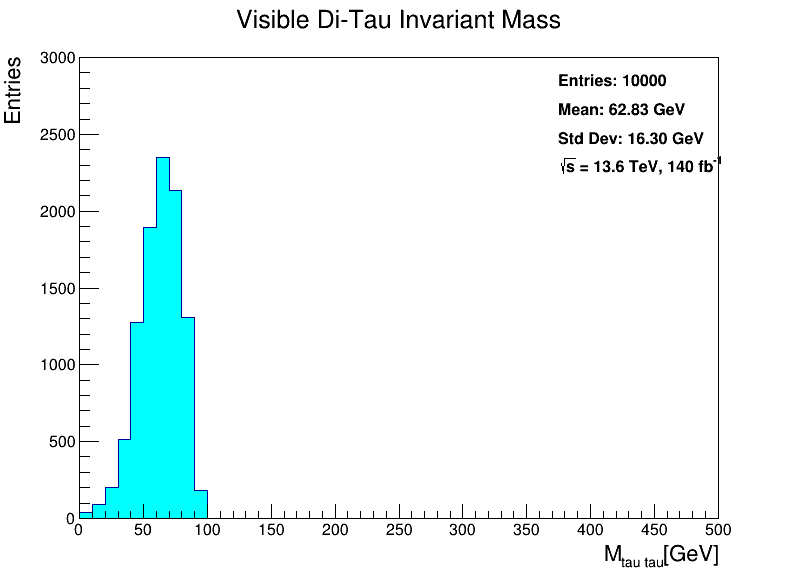 Visible Di-Tau Invariant Mass
Entries
3000
2500
2000
1500
1000
500
0
Entries: 10000
Mean: 62.83 GeV
Std Dev: 16.30 GeV
√s = 13.6 TeV, 140 fb⁻¹
0 50 100 150 200 250 300 350 400 450 500
M_tau tau[GeV]